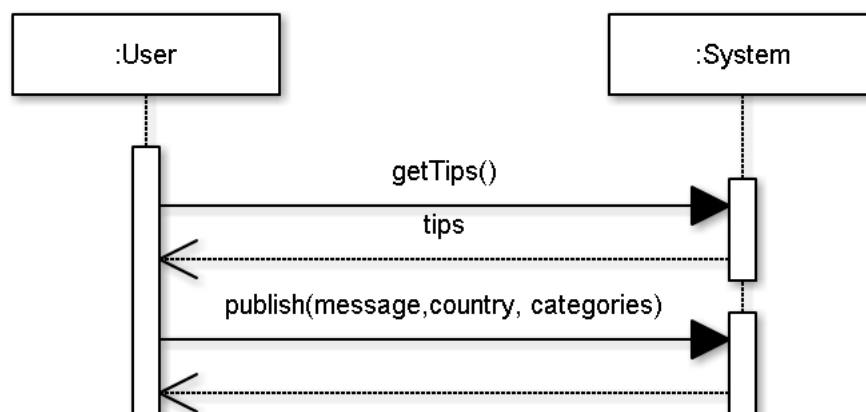 :User
:System
getTips()
tips
publish(message,country, categories)